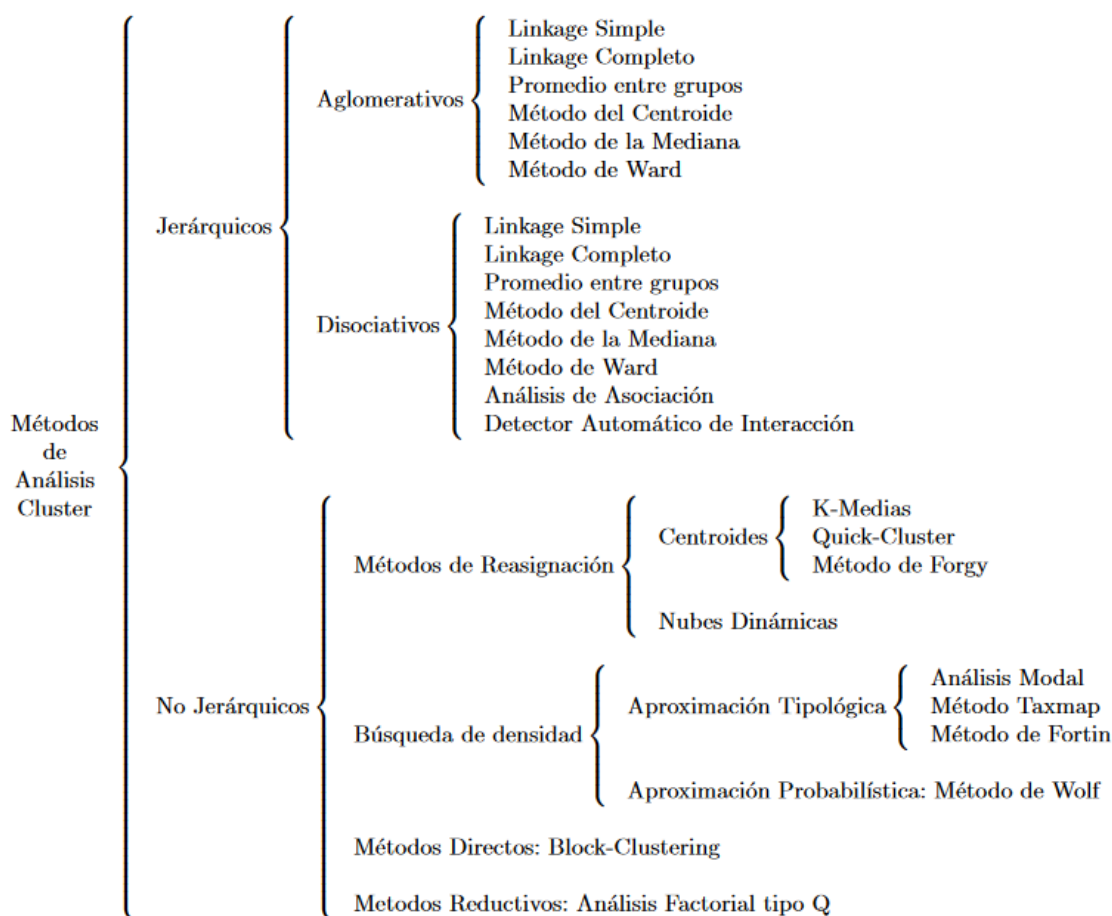 Métodos
de
Análisis
Cluster
Jerárquicos
Aglomerativos
Linkage Simple
Linkage Completo
Promedio entre grupos
Método del Centroide
Método de la Mediana
Método de Ward
Disociativos
Linkage Simple
Linkage Completo
Promedio entre grupos
Método del Centroide
Método de la Mediana
Método de Ward
Análisis de Asociación
Detector Automático de Interacción
No Jerárquicos
Métodos de Reasignación
Centroides
K-Medias
Quick-Cluster
Método de Forgy
Nubes Dinámicas
Búsqueda de densidad
Aproximación Tipológica
Análisis Modal
Método Taxmap
Método de Fortin
Aproximación Probabilística: Método de Wolf
Métodos Directos: Block-Clustering
Metodos Reductivos: Análisis Factorial tipo Q